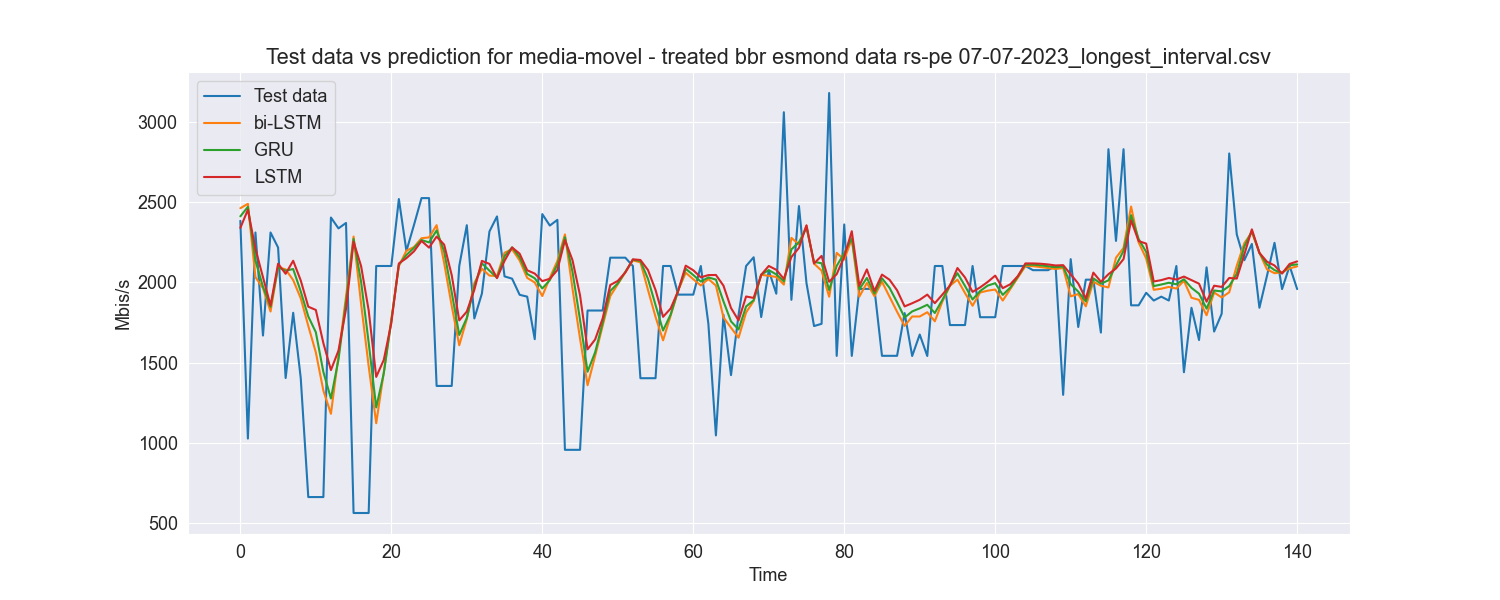 Test data vs prediction for media-movel - treated bbr esmond data rs-pe 07-07-2023_longest_interval.csv
Test data
bi-LSTM
GRU
LSTM
Mbis/s
3000
2500
2000
1500
1000
500
0 20 40 60 80 100 120 140
Time